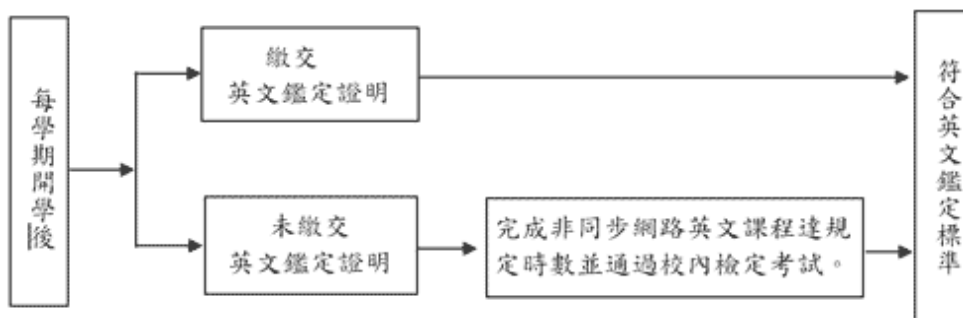 每學期開學後
繳交
英文鑑定證明
未繳交
英文鑑定證明
完成非同步網路英文課程達規
定時數並通過校內檢定考試。
符合英文鑑定標準